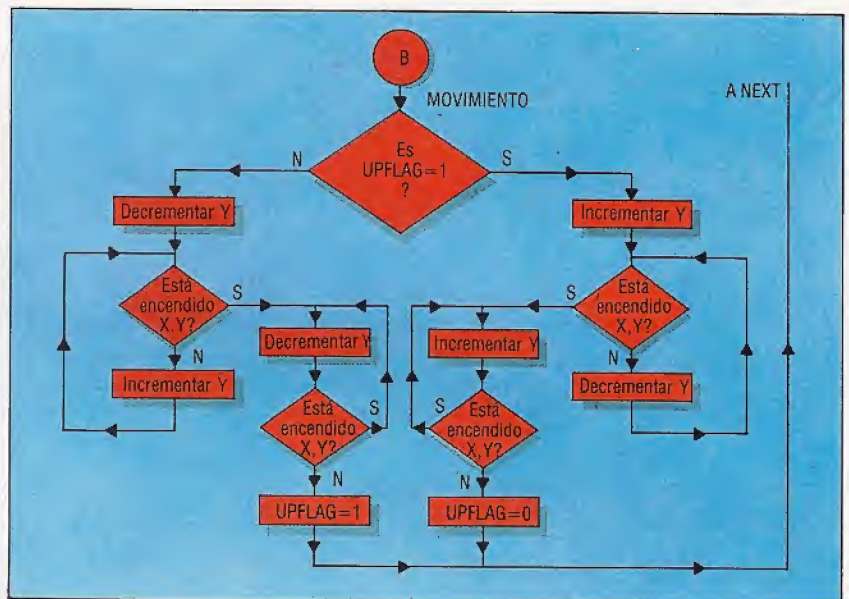 B
MOVIMIENTO
A NEXT
Es
UPFLAG=1
?
N
S
Decrementar Y
Incrementar Y
Está
encendido
X,Y?
S
N
Incrementar Y
Decrementar Y
Está
encendido
X,Y?
S
N
UPFLAG=1
Incrementar Y
Está
encendido
X,Y?
S
N
UPFLAG=0
Está
encendido
X,Y?
S
N
Decrementar Y